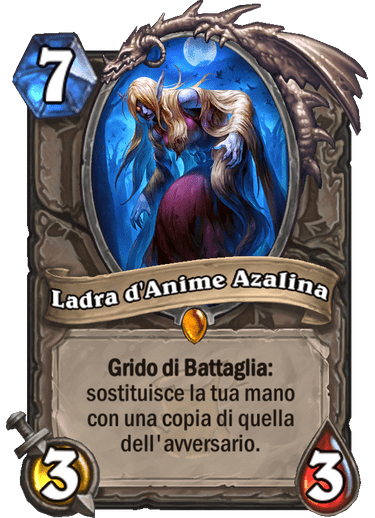 7
Ladra d'Anime Azalina
Grido di Battaglia:
sostituisce la tua mano
con una copia di quella
dell'avversario.
3
3